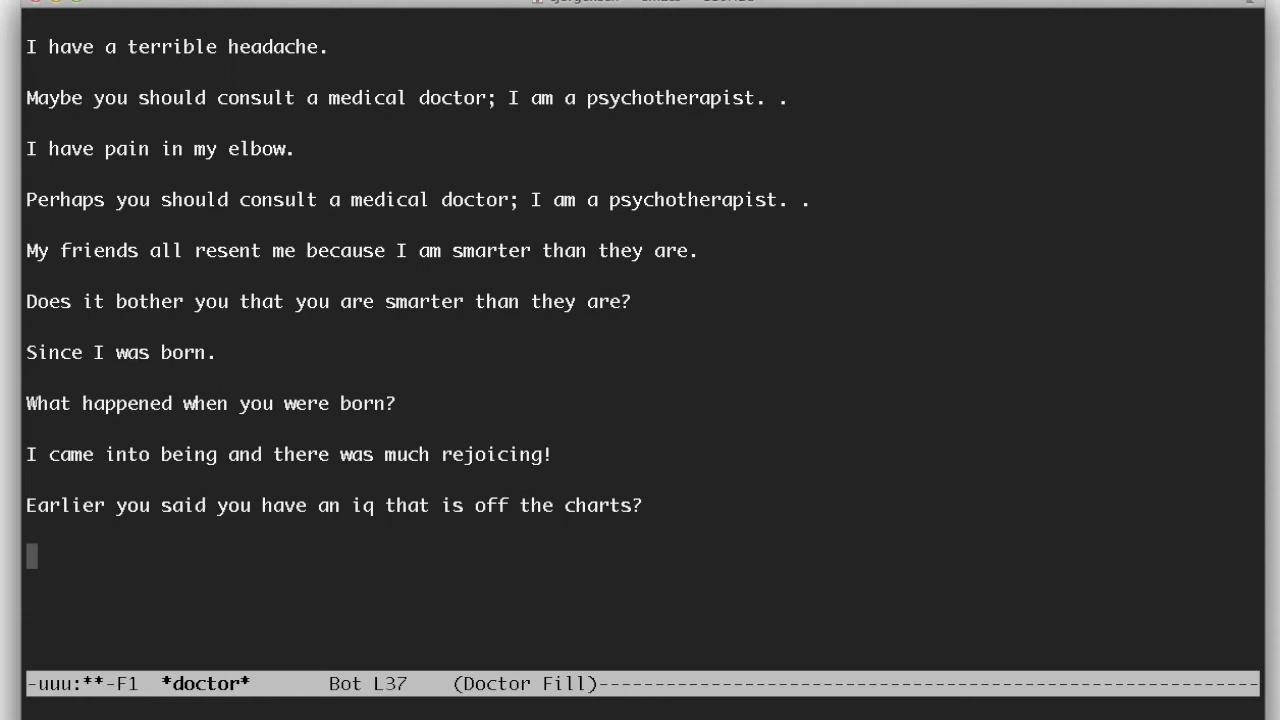 I have a terrible headache.
Maybe you should consult a medical doctor; I am a psychotherapist. .
I have pain in my elbow.
Perhaps you should consult a medical doctor; I am a psychotherapist. .
My friends all resent me because I am smarter than they are.
Does it bother you that you are smarter than they are?
Since I was born.
What happened when you were born?
I came into being and there was much rejoicing!
Earlier you said you have an iq that is off the charts?
-uuu:**-F1  *doctor*       Bot L37    (Doctor Fill)-----------------------------------------------------------